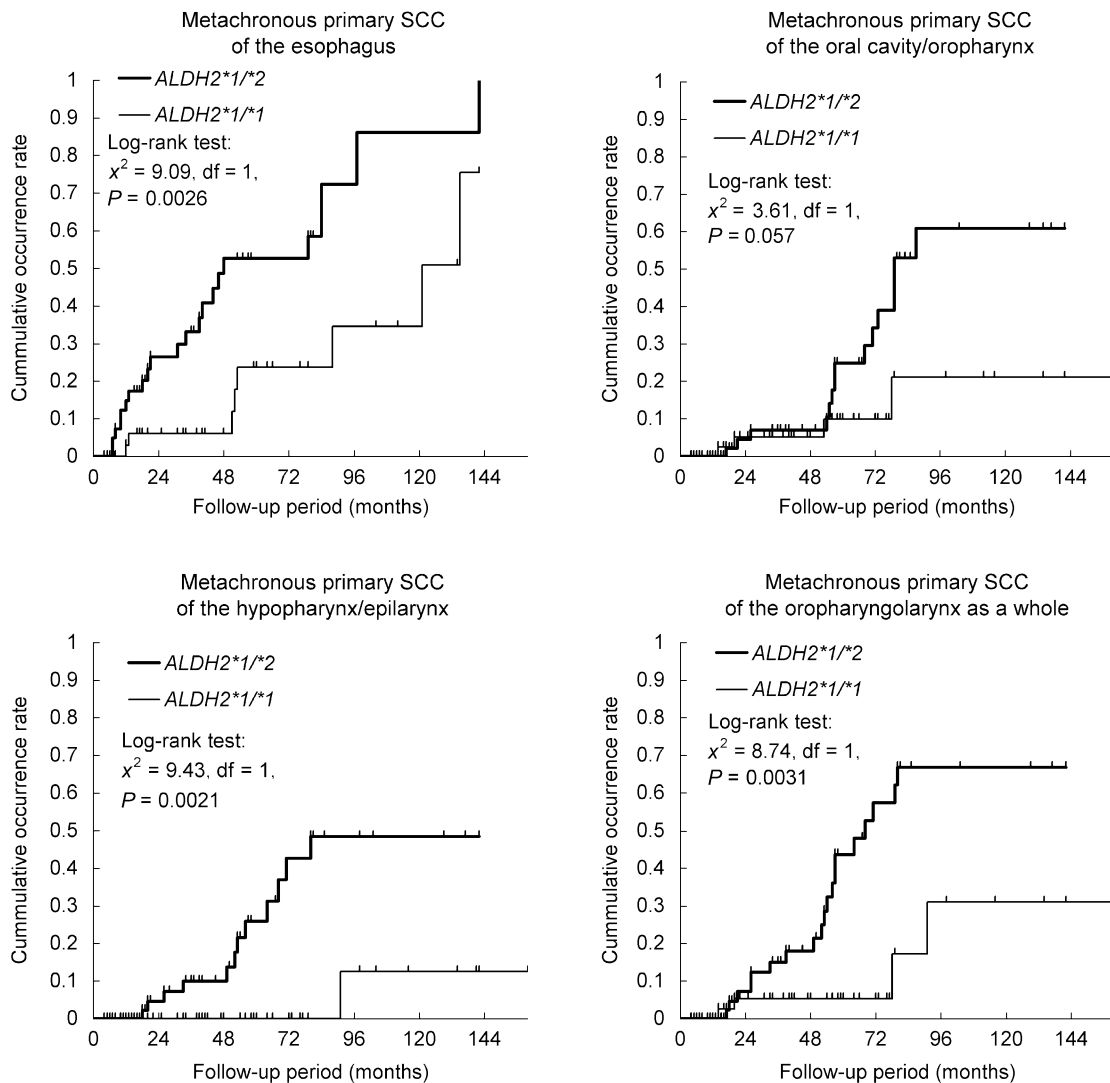 Metachronous primary SCC
of the esophagus
1
0.9
0.8
0.7
0.6
0.5
0.4
0.3
0.2
0.1
0
Cummulative occurrence rate
ALDH2*1/*2
ALDH2*1/*1
Log-rank test:
x² = 9.09, df = 1,
P = 0.0026
0 24 48 72 96 120 144
Follow-up period (months)
Metachronous primary SCC
of the oral cavity/oropharynx
1
0.9
0.8
0.7
0.6
0.5
0.4
0.3
0.2
0.1
0
Cummulative occurrence rate
ALDH2*1/*2
ALDH2*1/*1
Log-rank test:
x² = 3.61, df = 1,
P = 0.057
0 24 48 72 96 120 144
Follow-up period (months)
Metachronous primary SCC
of the hypopharynx/epilarynx
1
0.9
0.8
0.7
0.6
0.5
0.4
0.3
0.2
0.1
0
Cummulative occurrence rate
ALDH2*1/*2
ALDH2*1/*1
Log-rank test:
x² = 9.43, df = 1,
P = 0.0021
0 24 48 72 96 120 144
Follow-up period (months)
Metachronous primary SCC
of the oropharyngolarynx as a whole
1
0.9
0.8
0.7
0.6
0.5
0.4
0.3
0.2
0.1
0
Cummulative occurrence rate
ALDH2*1/*2
ALDH2*1/*1
Log-rank test:
x² = 8.74, df = 1,
P = 0.0031
0 24 48 72 96 120 144
Follow-up period (months)